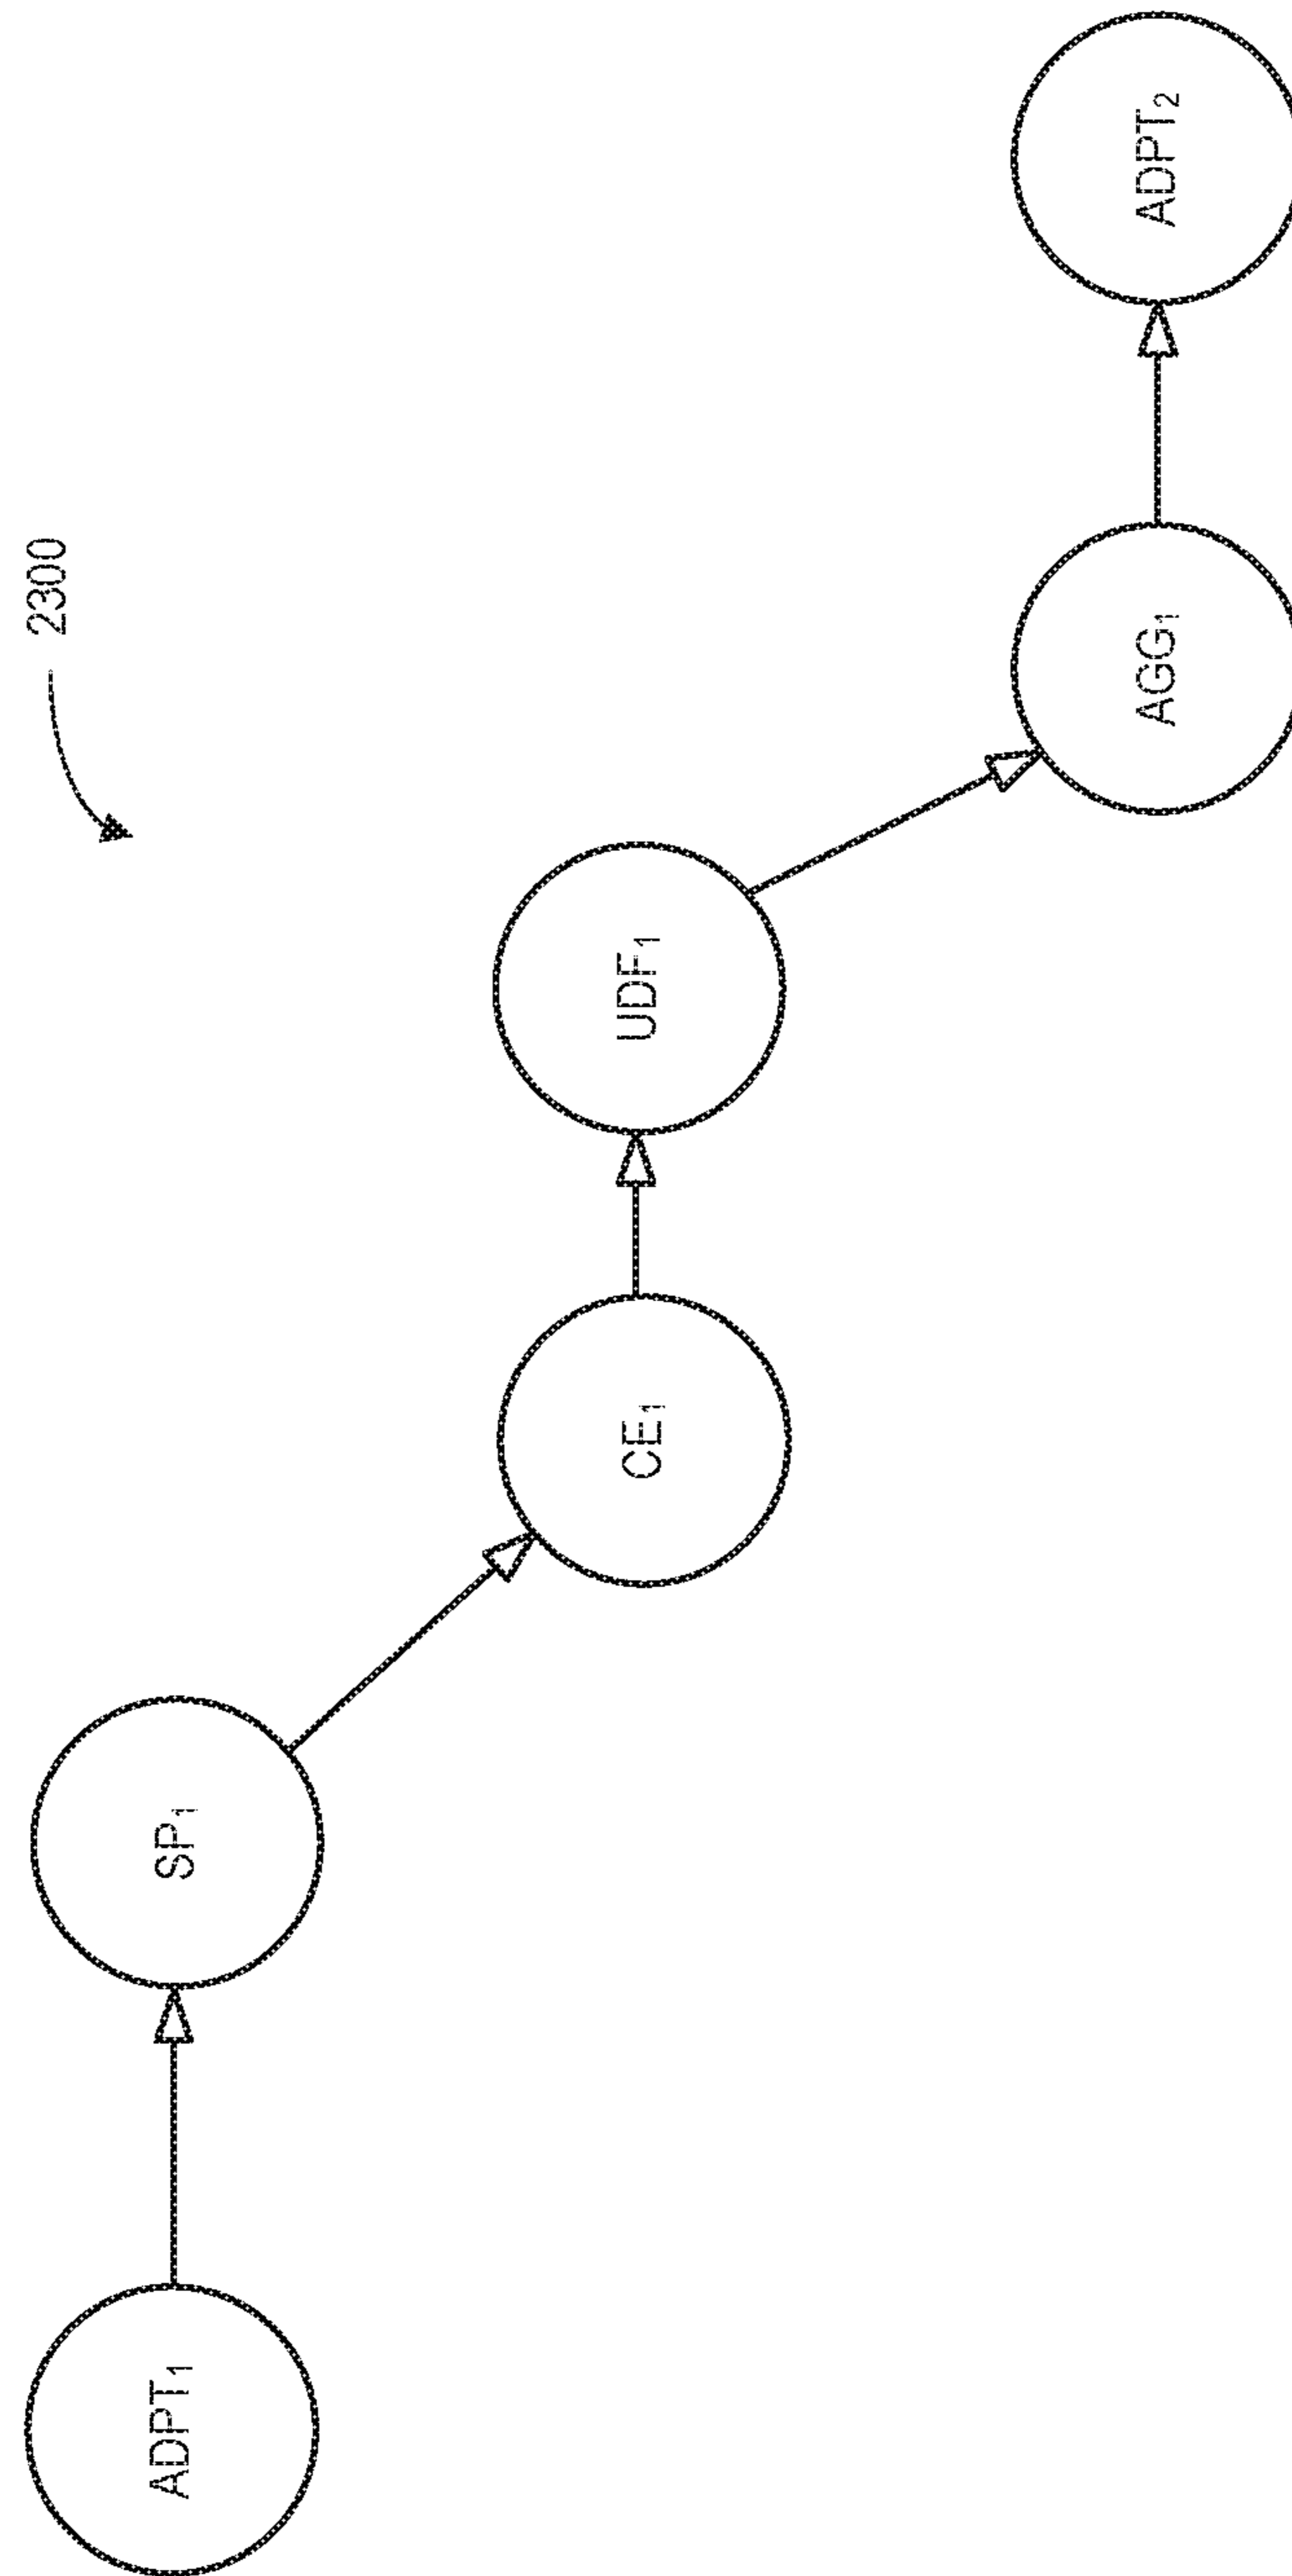 2300
ADPT₁
SP₁
CE₁
UDF₁
AGG₁
ADPT₂